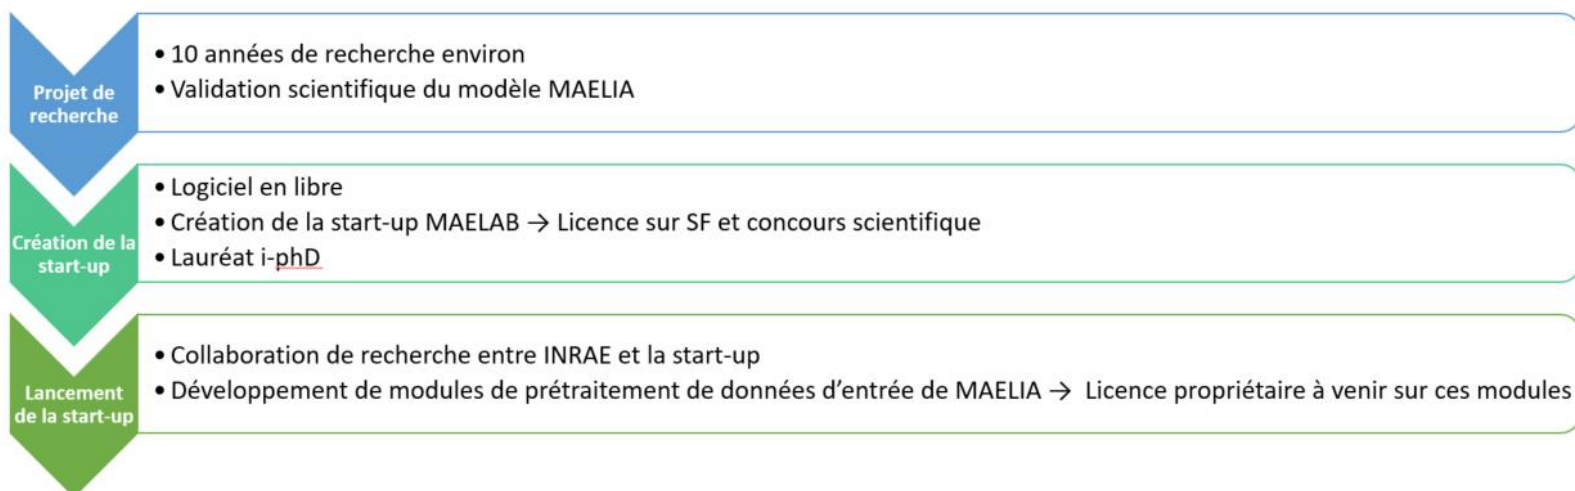 Projet de
recherche
• 10 années de recherche environ
• Validation scientifique du modèle MAELIA
Création de la
start-up
• Logiciel en libre
• Création de la start-up MAELAB → Licence sur SF et concours scientifique
• Lauréat i-phD
Lancement
de la start-up
• Collaboration de recherche entre INRAE et la start-up
• Développement de modules de prétraitement de données d’entrée de MAELIA → Licence propriétaire à venir sur ces modules